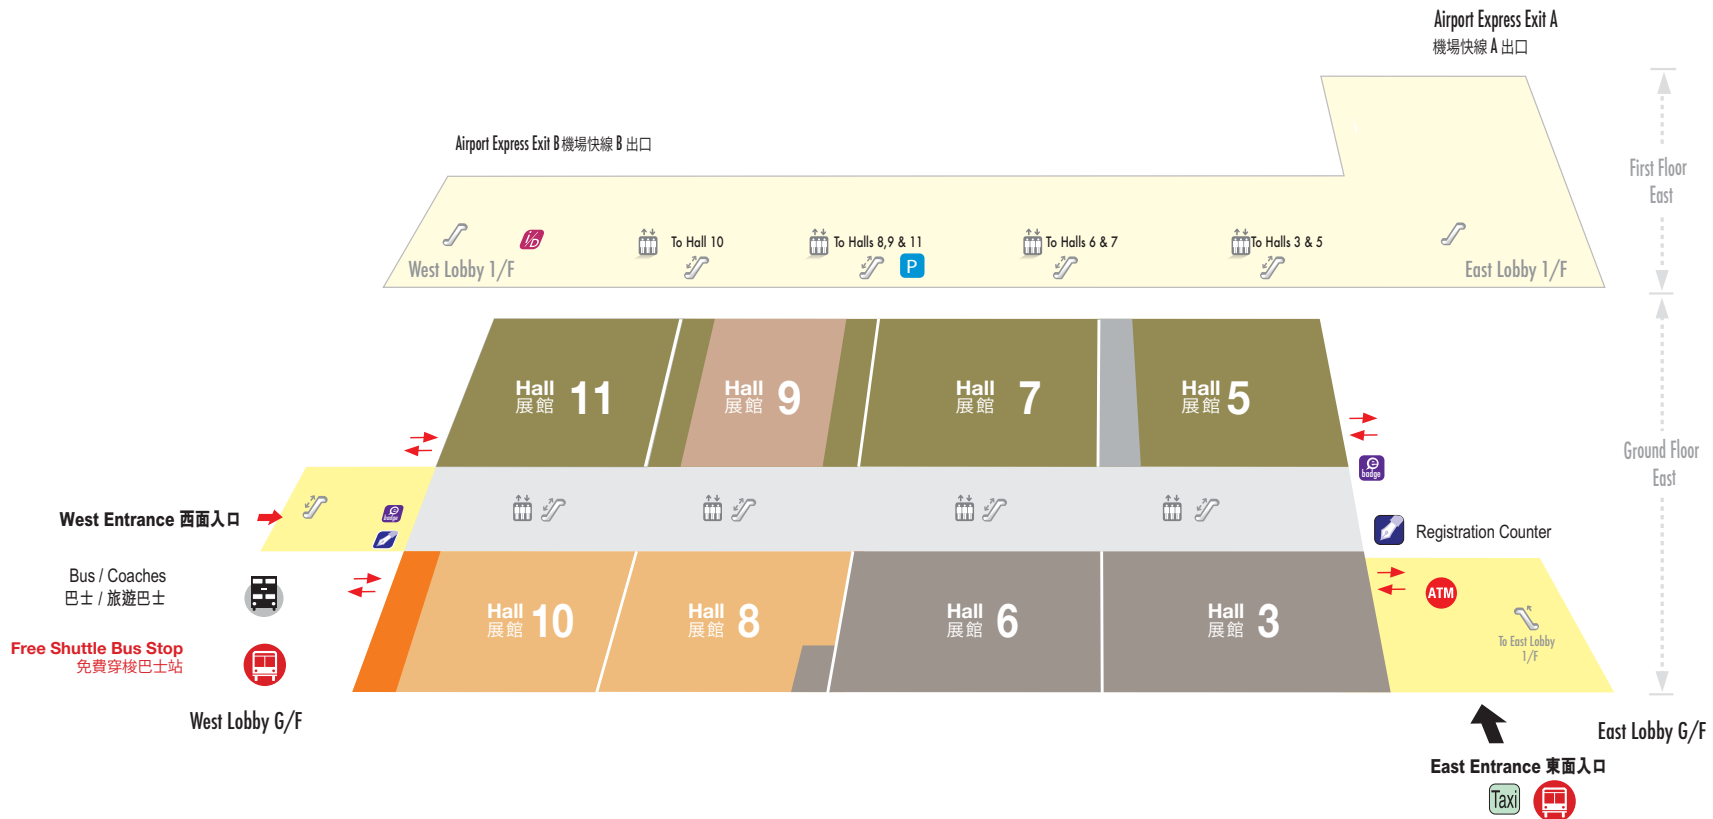 Airport Express Exit A
機場快線 A 出口
Airport Express Exit B 機場快線 B 出口
First Floor
East
i/D
To Hall 10
To Halls 8,9 & 11
To Halls 6 & 7
To Halls 3 & 5
P
West Lobby 1/F
East Lobby 1/F
Hall
展館 11
Hall
展館 9
Hall
展館 7
Hall
展館 5
Ground Floor
East
e
badge
West Entrance 西面入口
e
badge
Registration Counter
Bus / Coaches
巴士 / 旅遊巴士
ATM
Hall
展館 10
Hall
展館 8
Hall
展館 6
Hall
展館 3
To East Lobby
1/F
Free Shuttle Bus Stop
免費穿梭巴士站
West Lobby G/F
East Lobby G/F
East Entrance 東面入口
Taxi